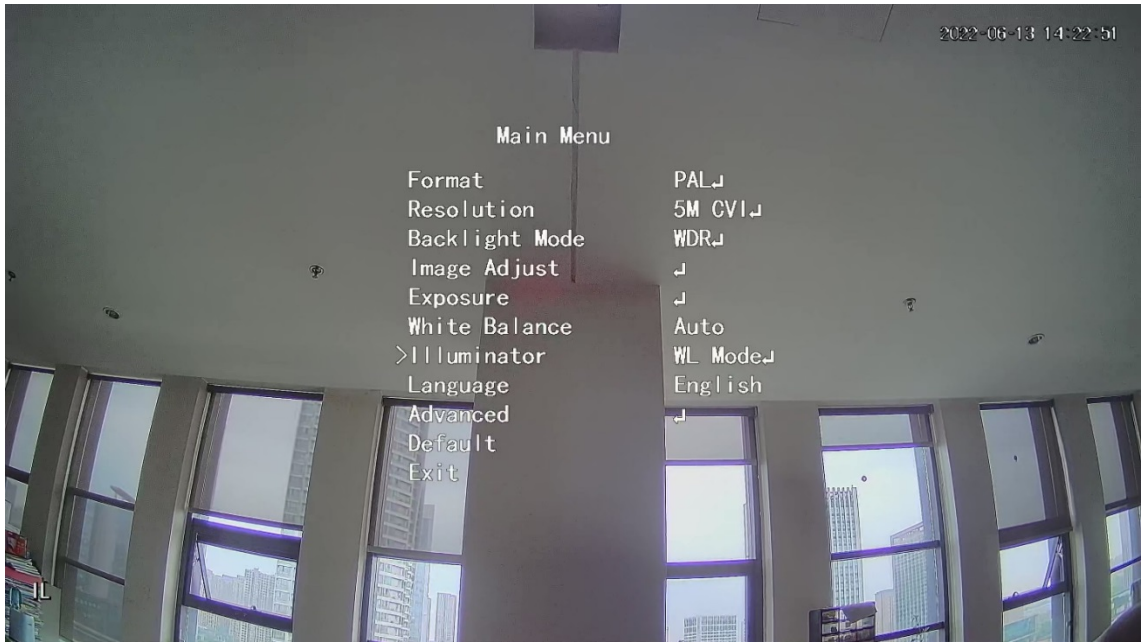 2022-06-13 14:22:51
Main Menu
Format PAL↲
Resolution 5M CVI↲
Backlight Mode WDR↲
Image Adjust ↲
Exposure ↲
White Balance Auto
>Illuminator WL Mode↲
Language English
Advanced ↲
Default
Exit
IL